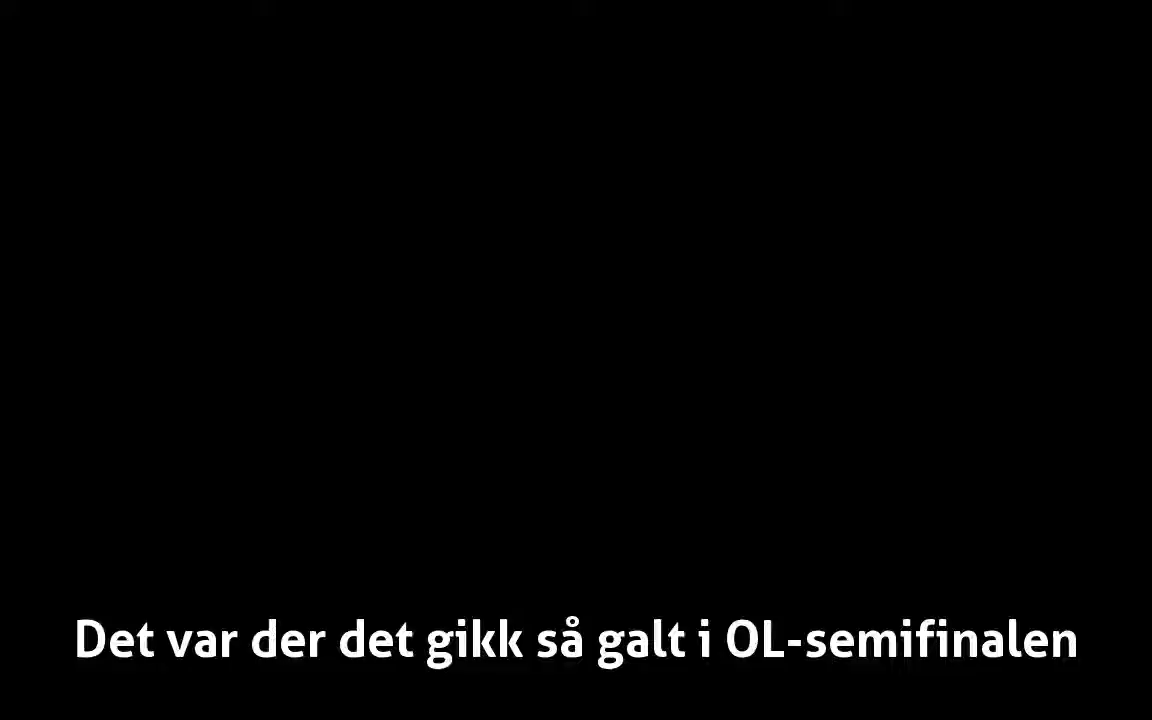 Det var der det gikk så galt i OL-semifinalen